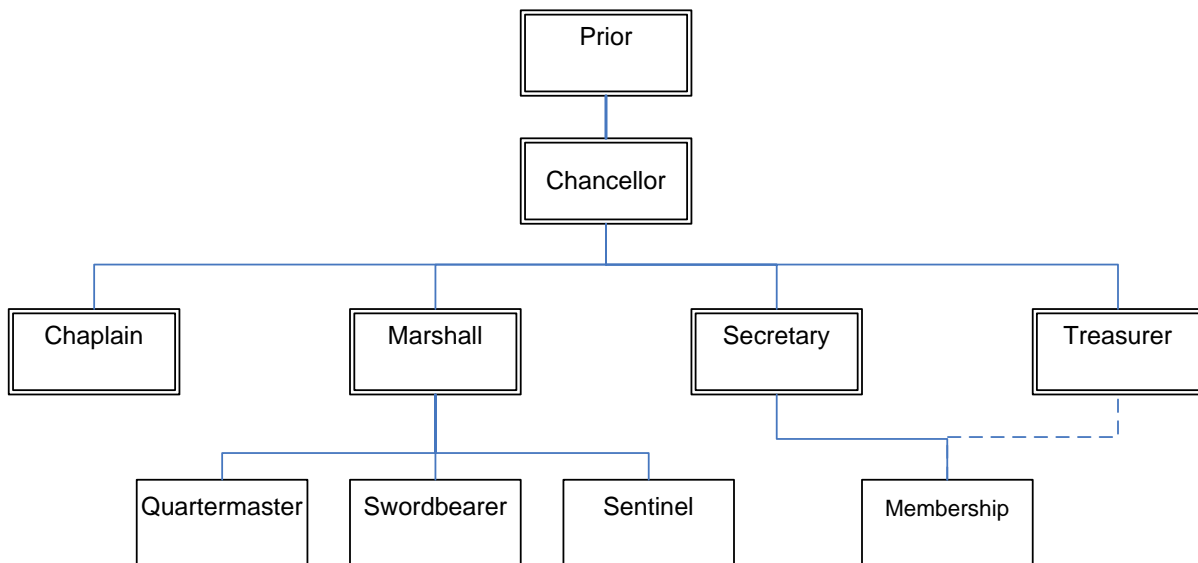 Prior
Chancellor
Chaplain
Marshall
Secretary
Treasurer
Quartermaster
Swordbearer
Sentinel
Membership